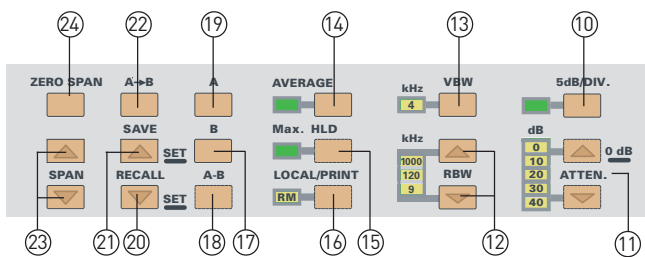 24 22 19 14 13 10
ZERO SPAN A→B A AVERAGE kHz VBW 5dB/DIV.
4
SAVE B Max. HLD kHz dB
SET 1000 0 0 dB
120 10
SPAN RECALL A-B LOCAL/PRINT 9 RBW 20 ATTEN.
SET RM 30
40
23 21 20 18 17 16 15 12 11